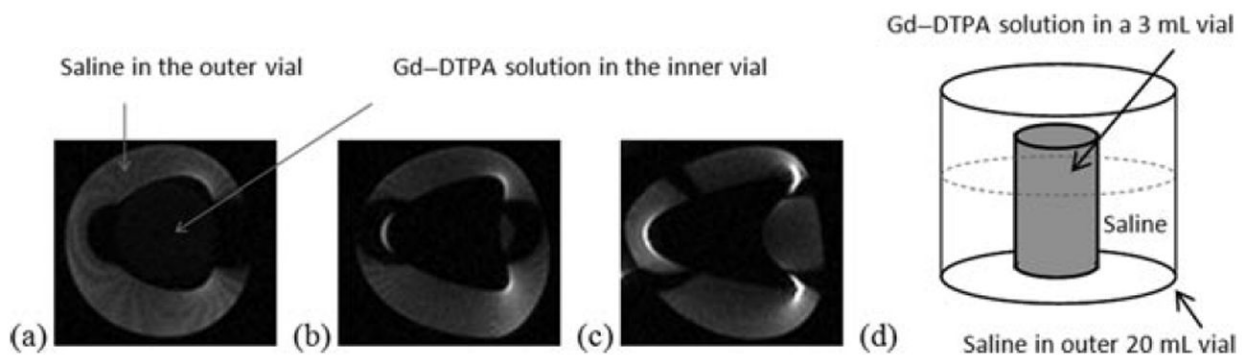 Saline in the outer vial
Gd–DTPA solution in the inner vial
Gd–DTPA solution in a 3 mL vial
Saline
(a)
(b)
(c)
(d)
Saline in outer 20 mL vial